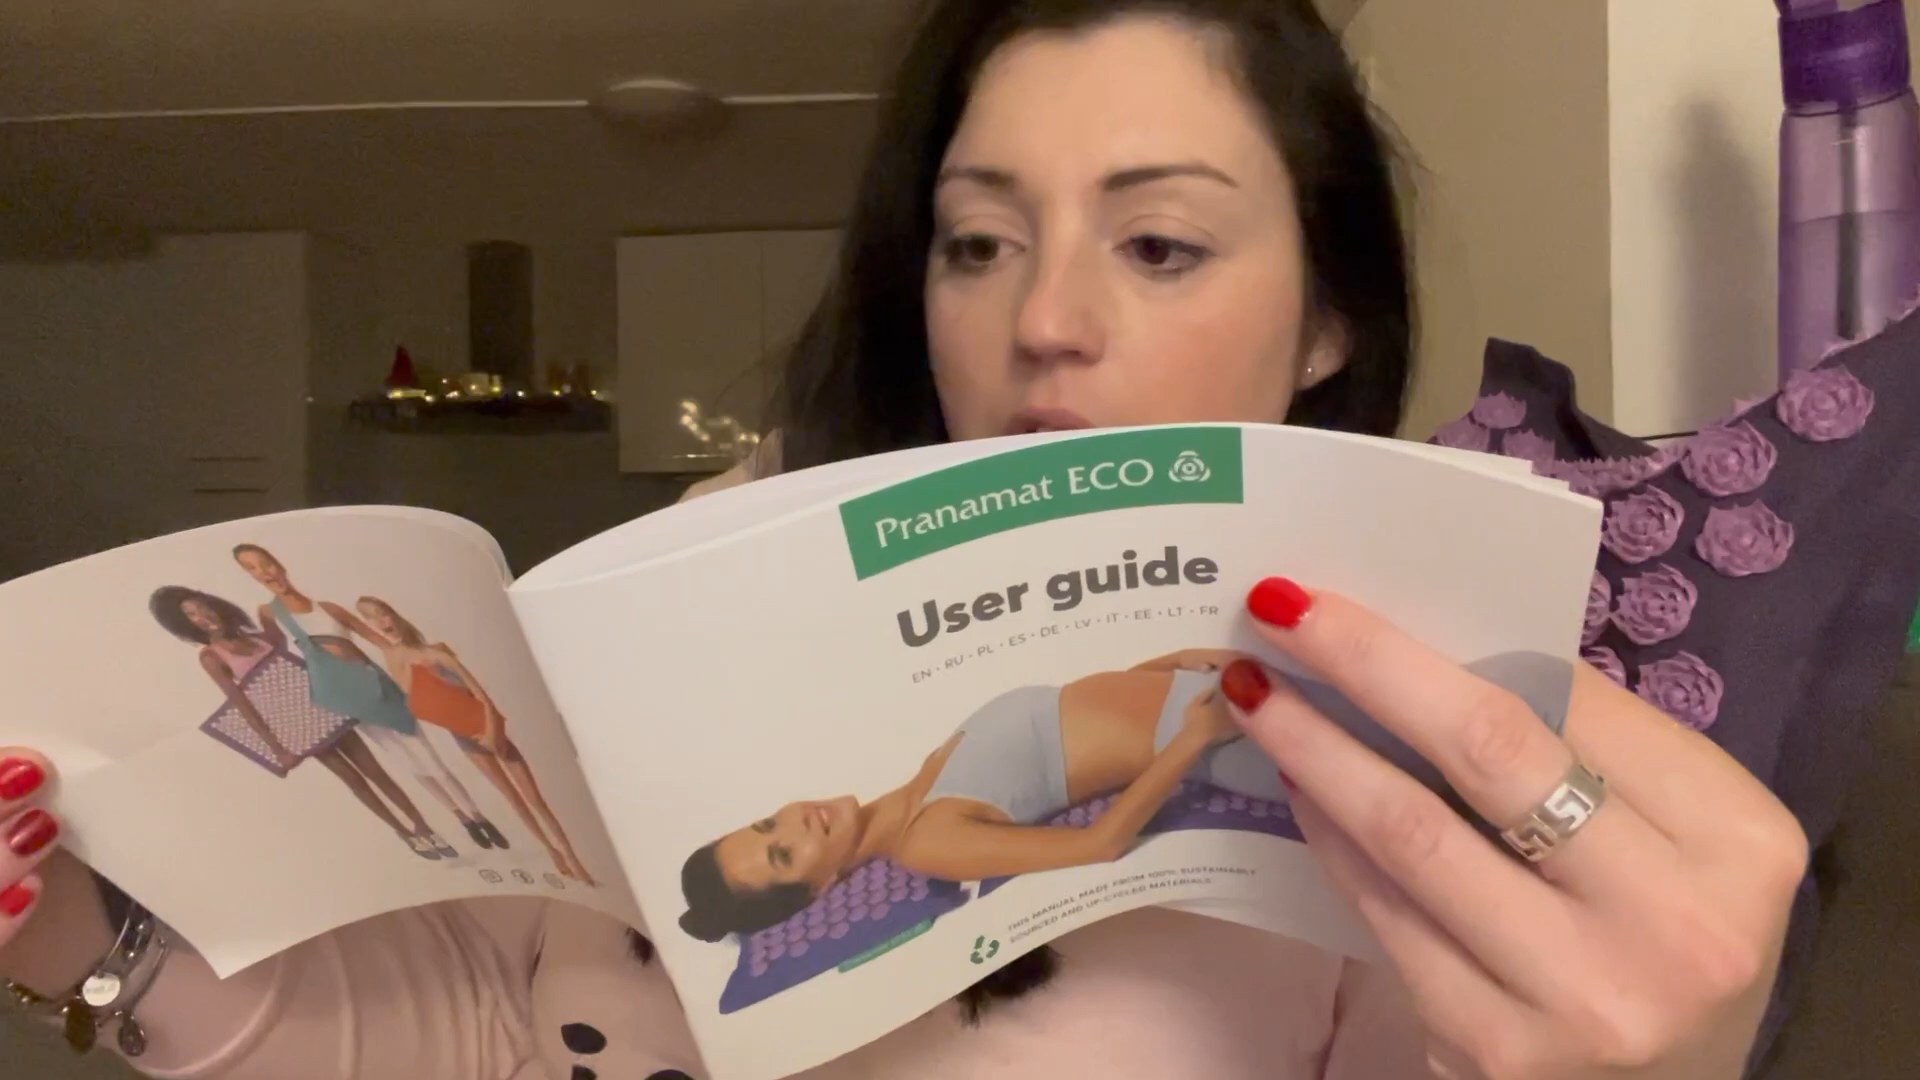 Pranamat ECO
User guide
EN · RU · PL · ES · DE · LV · IT · EE · LT · FR
THIS MANUAL MADE FROM 100% SUSTAINABLY
SOURCED AND UP-CYCLED MATERIALS